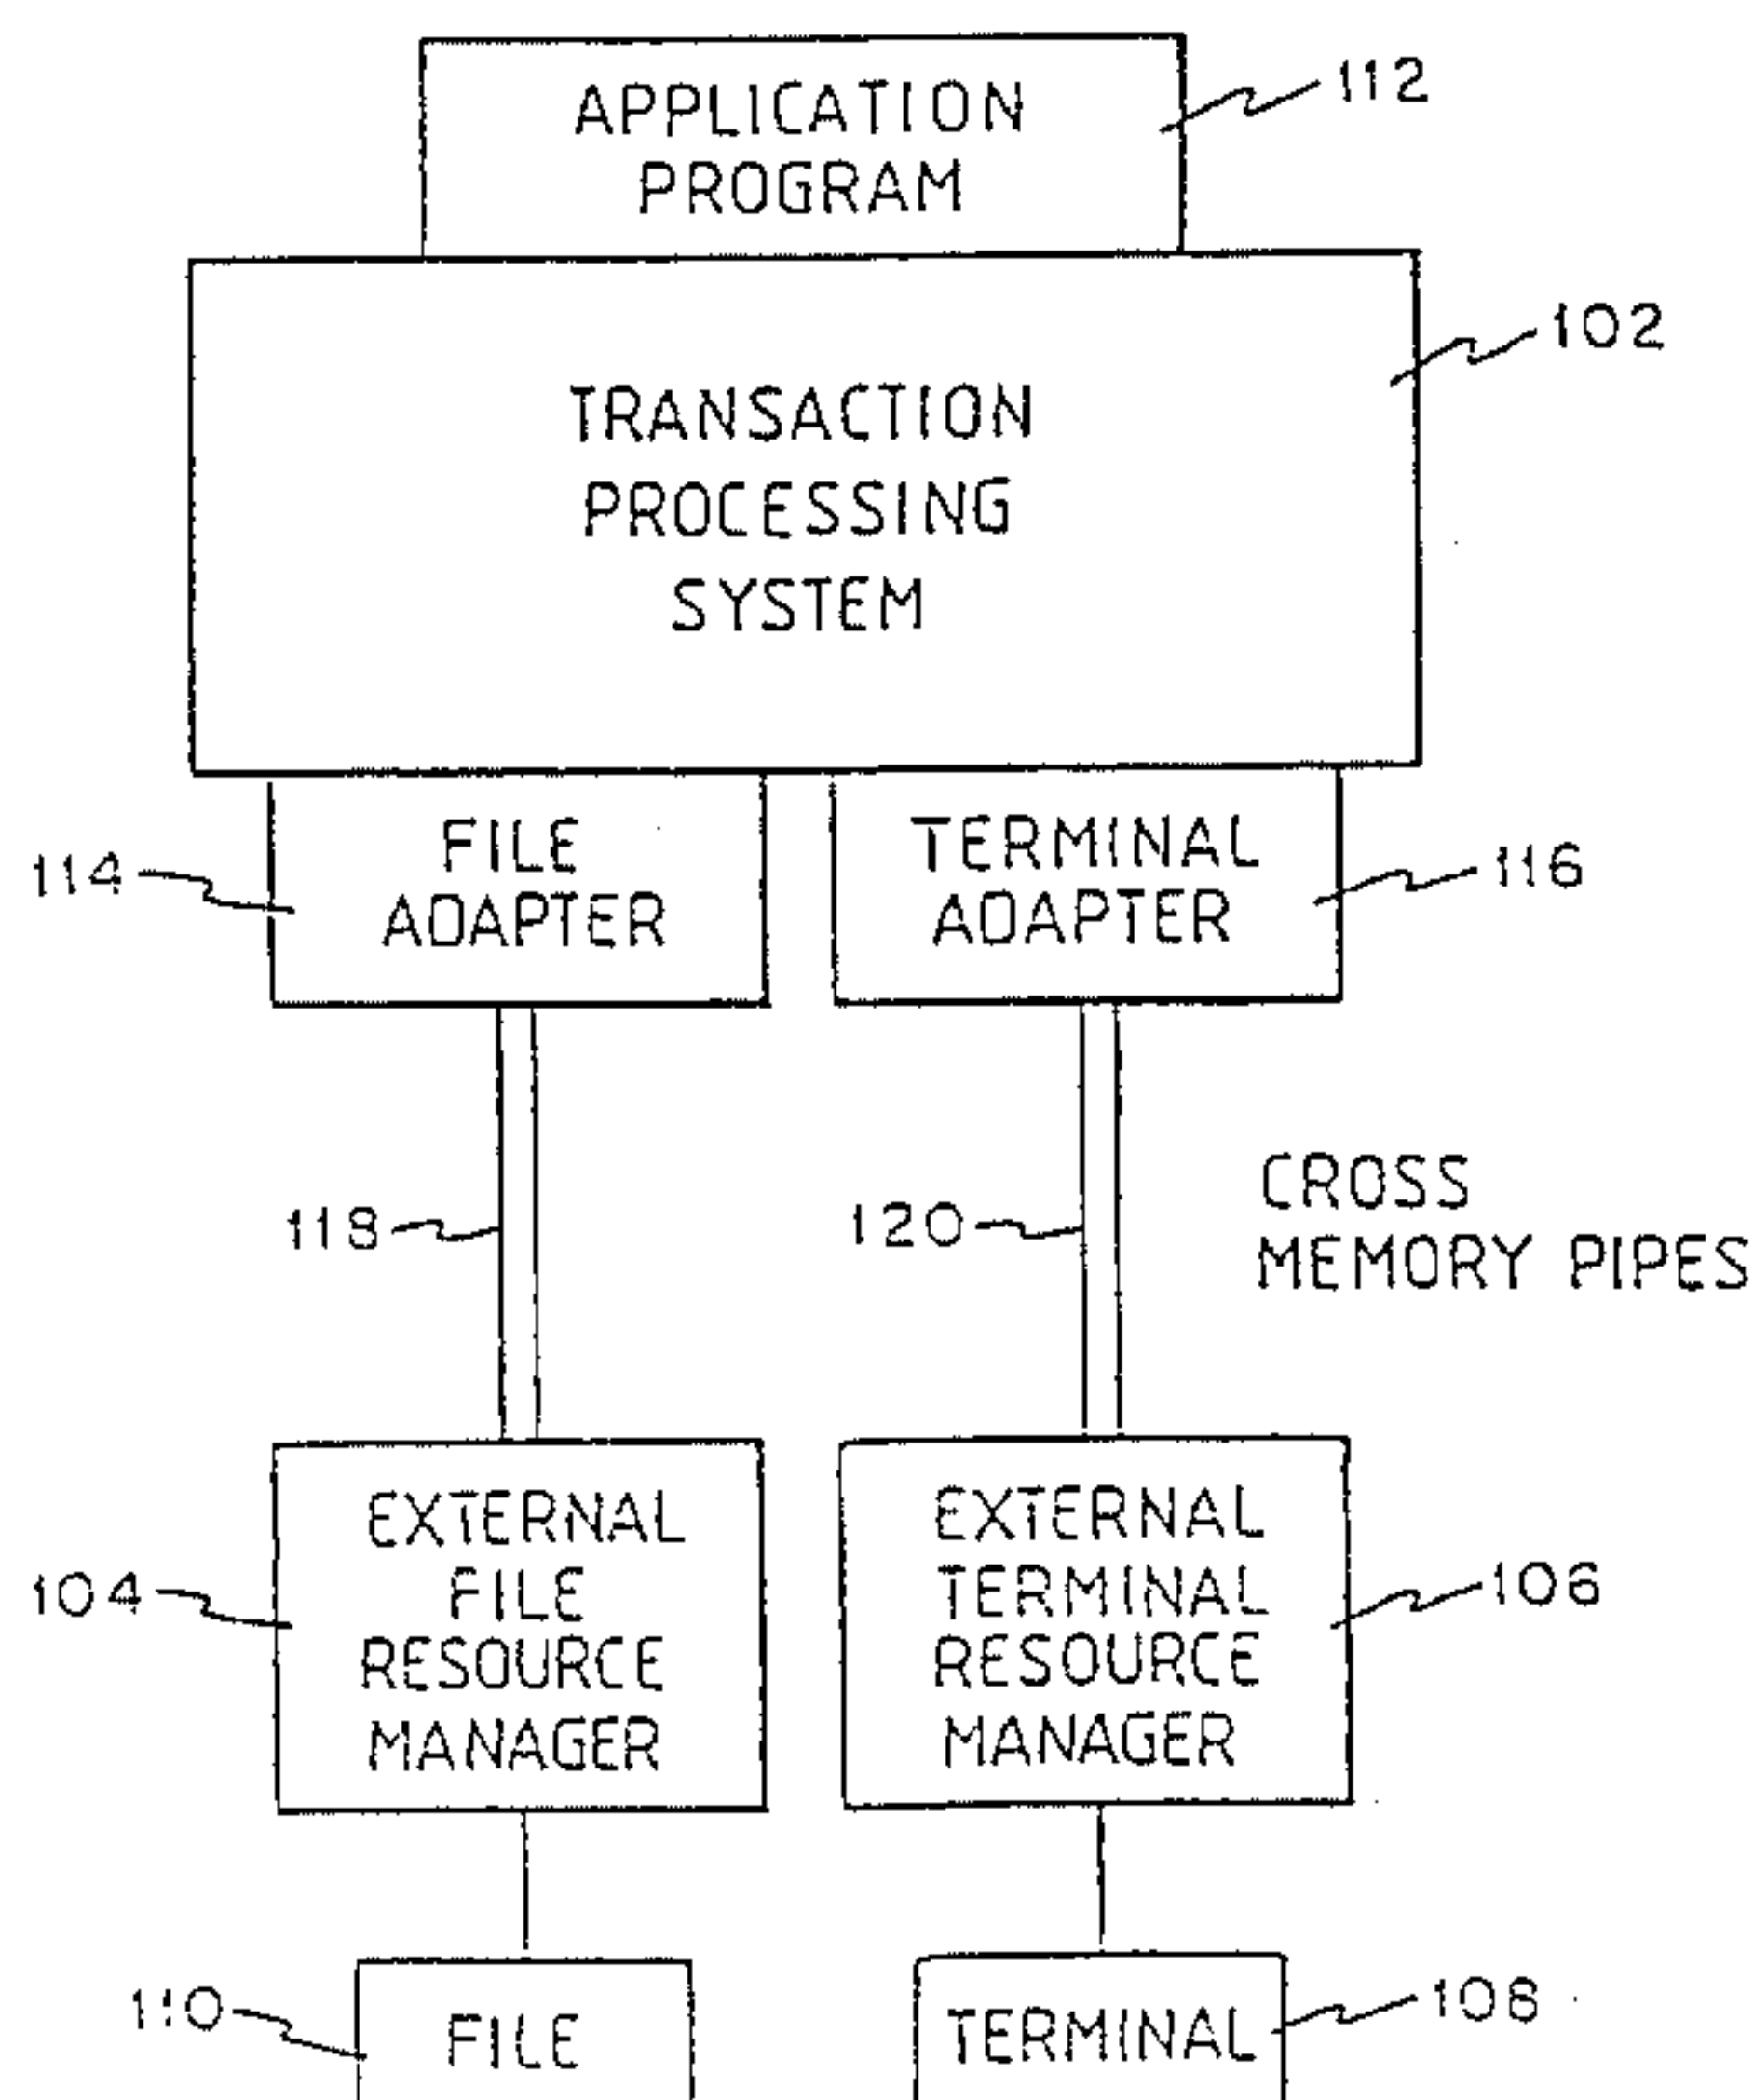 APPLICATION
PROGRAM
112
102
TRANSACTION
PROCESSING
SYSTEM
114
FILE
ADAPTER
TERMINAL
ADAPTER
116
118
120
CROSS
MEMORY PIPES
104
EXTERNAL
FILE
RESOURCE
MANAGER
EXTERNAL
TERMINAL
RESOURCE
MANAGER
106
110
FILE
TERMINAL
108